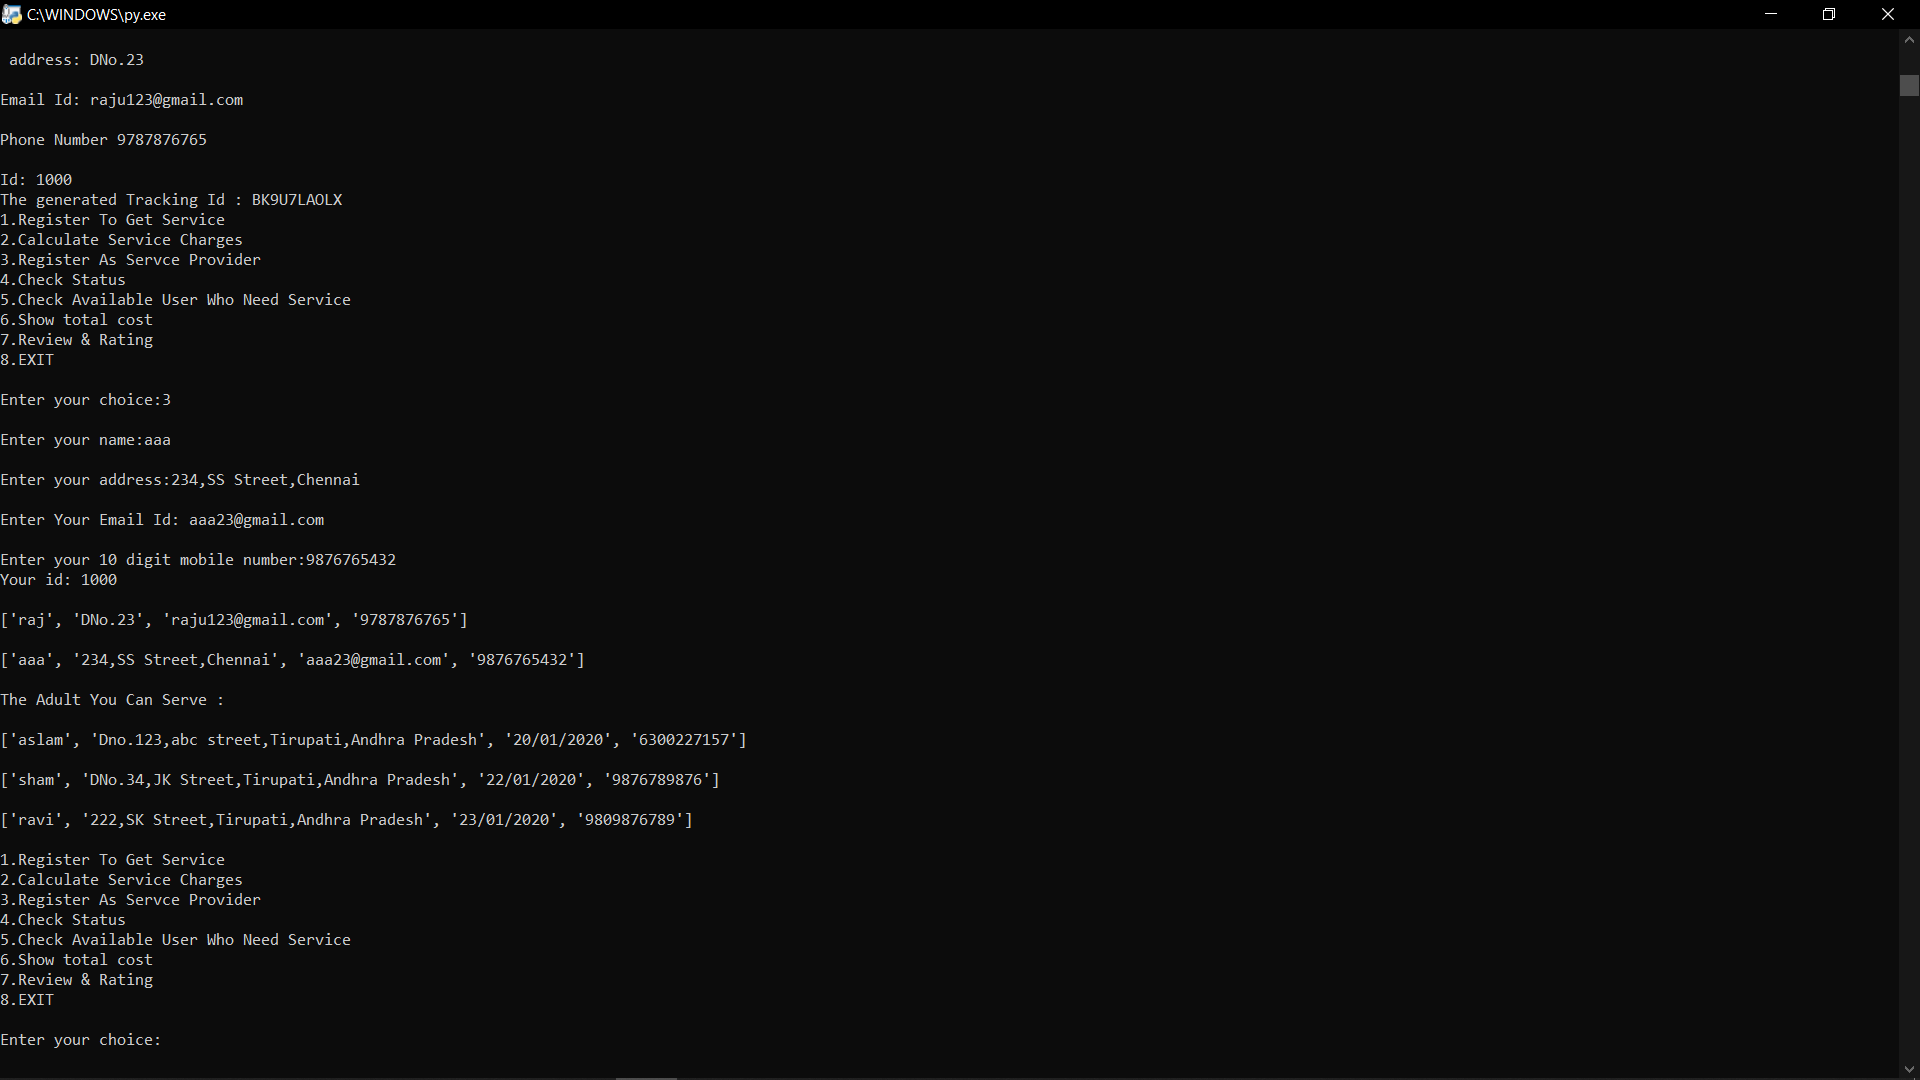 C:\WINDOWS\py.exe
address: DNo.23
Email Id: raju123@gmail.com
Phone Number 9787876765
Id: 1000
The generated Tracking Id : BK9U7LAOLX
1.Register To Get Service
2.Calculate Service Charges
3.Register As Servce Provider
4.Check Status
5.Check Available User Who Need Service
6.Show total cost
7.Review & Rating
8.EXIT
Enter your choice:3
Enter your name:aaa
Enter your address:234,SS Street,Chennai
Enter Your Email Id: aaa23@gmail.com
Enter your 10 digit mobile number:9876765432
Your id: 1000
['raj', 'DNo.23', 'raju123@gmail.com', '9787876765']
['aaa', '234,SS Street,Chennai', 'aaa23@gmail.com', '9876765432']
The Adult You Can Serve :
['aslam', 'Dno.123,abc street,Tirupati,Andhra Pradesh', '20/01/2020', '6300227157']
['sham', 'DNo.34,JK Street,Tirupati,Andhra Pradesh', '22/01/2020', '9876789876']
['ravi', '222,SK Street,Tirupati,Andhra Pradesh', '23/01/2020', '9809876789']
1.Register To Get Service
2.Calculate Service Charges
3.Register As Servce Provider
4.Check Status
5.Check Available User Who Need Service
6.Show total cost
7.Review & Rating
8.EXIT
Enter your choice: